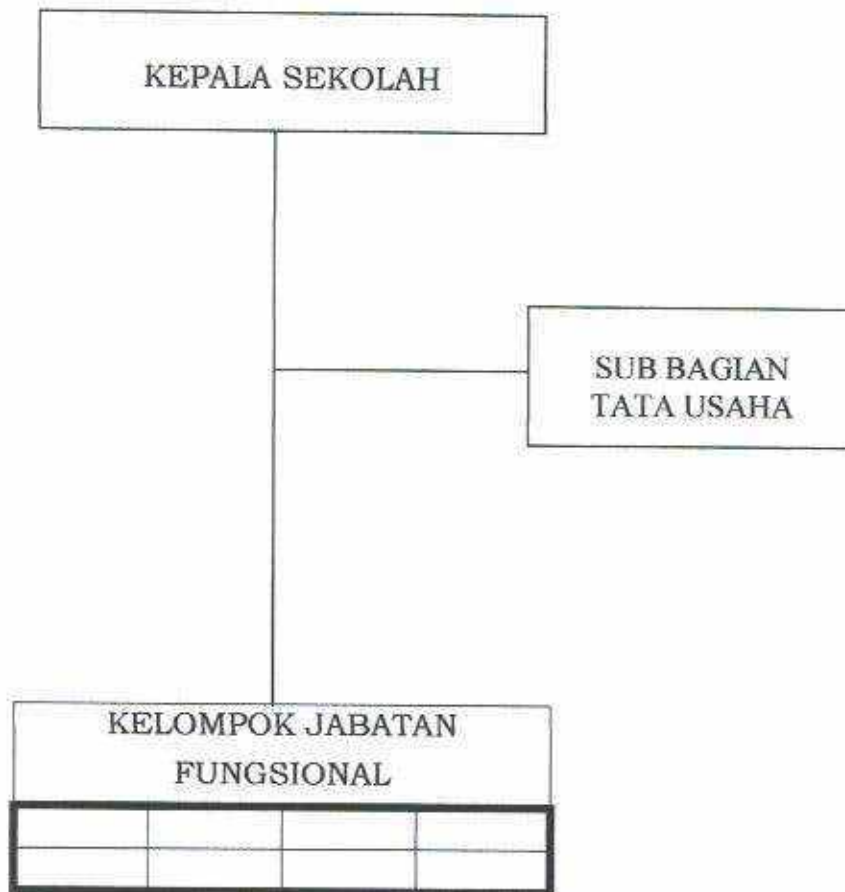 KEPALA SEKOLAH
SUB BAGIAN
TATA USAHA
KELOMPOK JABATAN
FUNGSIONAL